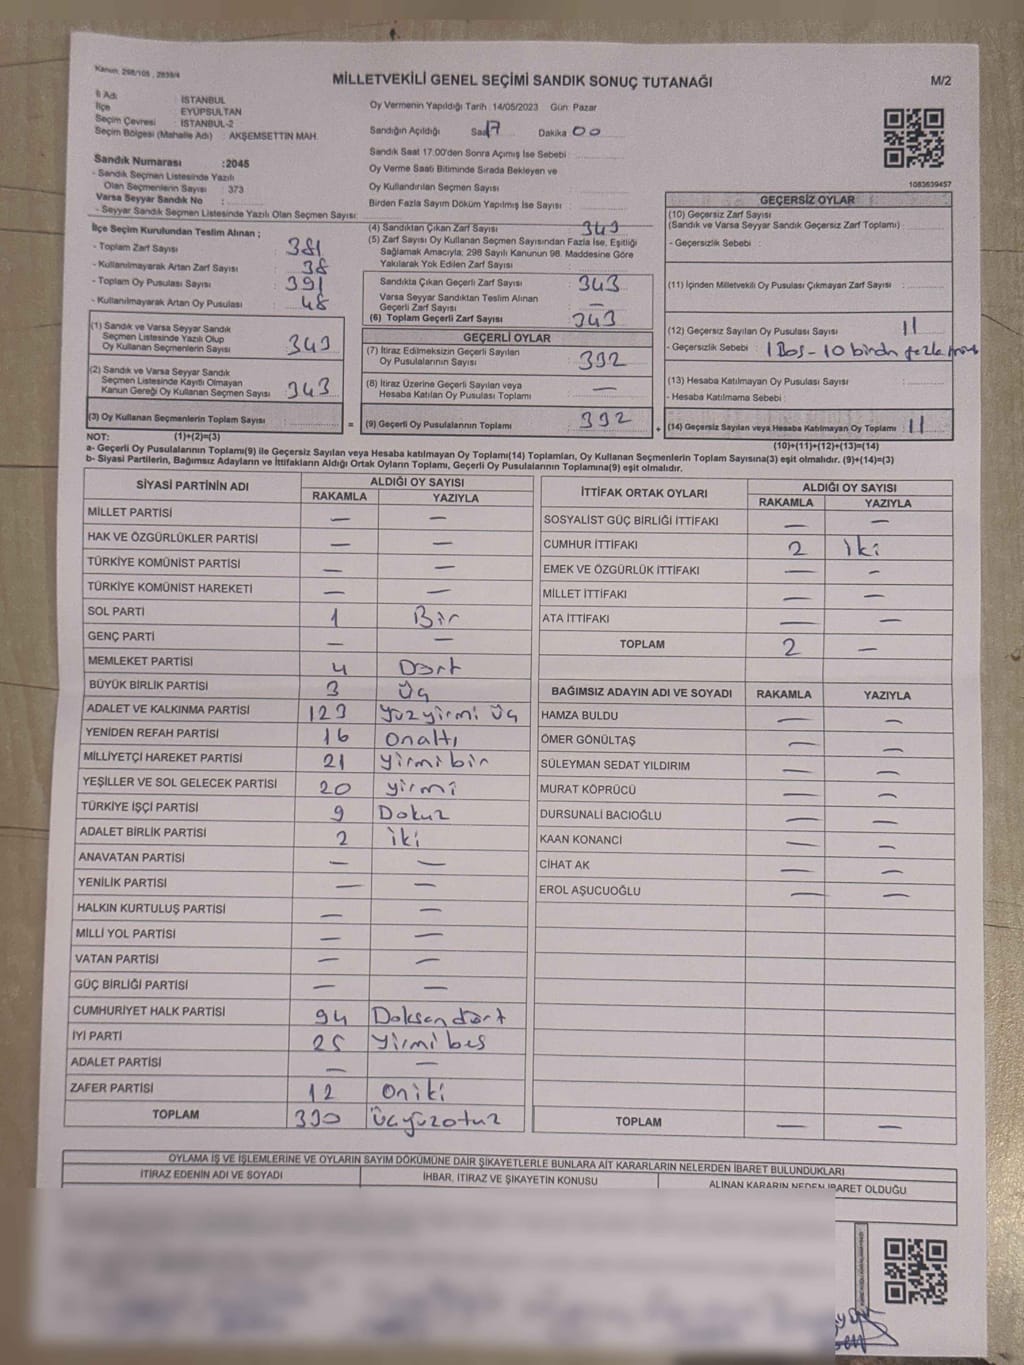 Kanun. 298/105 , 2839/4
MİLLETVEKİLİ GENEL SEÇİMİ SANDIK SONUÇ TUTANAĞI
M/2
İl Adı : İSTANBUL
İlçe : EYÜPSULTAN
Seçim Çevresi : İSTANBUL-2
Seçim Bölgesi (Mahalle Adı) : AKŞEMSETTİN MAH.
Oy Vermenin Yapıldığı Tarih :14/05/2023 Gün: Pazar
Sandığın Açıldığı Saat 17 Dakika 00
Sandık Saat 17:00'den Sonra Açımış İse Sebebi :
Oy Verme Saati Bitiminde Sırada Bekleyen ve
Oy Kullandırılan Seçmen Sayısı
Birden Fazla Sayım Döküm Yapılmış İse Sayısı :
Sandık Numarası :2045
- Sandık Seçmen Listesinde Yazılı
Olan Seçmenlerin Sayısı : 373
Varsa Seyyar Sandık No :
- Seyyar Sandık Seçmen Listesinde Yazılı Olan Seçmen Sayısı:
1083639457
İlçe Seçim Kurulundan Teslim Alınan ;
- Toplam Zarf Sayısı : 381
- Kullanılmayarak Artan Zarf Sayısı : 38
- Toplam Oy Pusulası Sayısı : 391
- Kullanılmayarak Artan Oy Pusulası : 48
(1) Sandık ve Varsa Seyyar Sandık
Seçmen Listesinde Yazılı Olup
Oy Kullanan Seçmenlerin Sayısı : 343
(2) Sandık ve Varsa Seyyar Sandık
Seçmen Listesinde Kayıtlı Olmayan
Kanun Gereği Oy Kullanan Seçmen Sayısı : 343
(3) Oy Kullanan Seçmenlerin Toplam Sayısı :
(4) Sandıktan Çıkan Zarf Sayısı : 343
(5) Zarf Sayısı Oy Kullanan Seçmen Sayısından Fazla İse, Eşitliği
Sağlamak Amacıyla, 298 Sayılı Kanunun 98. Maddesine Göre
Yakılarak Yok Edilen Zarf Sayısı :
Sandıkta Çıkan Geçerli Zarf Sayısı : 343
Varsa Seyyar Sandıktan Teslim Alınan
Geçerli Zarf Sayısı : —
(6) Toplam Geçerli Zarf Sayısı : 343
GEÇERLİ OYLAR
(7) İtiraz Edilmeksizin Geçerli Sayılan
Oy Pusulasının Sayısı : 332
(8) İtiraz Üzerine Geçerli Sayılan veya
Hesaba Katılan Oy Pusulası Toplamı : —
= (9) Geçerli Oy Pusulalarının Toplamı : 332
GEÇERSİZ OYLAR
(10) Geçersiz Zarf Sayısı
(Sandık ve Varsa Seyyar Sandık Geçersiz Zarf Toplamı) :
- Geçersizlik Sebebi :
(11) İçinden Milletvekili Oy Pusulası Çıkmayan Zarf Sayısı :
(12) Geçersiz Sayılan Oy Pusulası Sayısı : 11
- Geçersizlik Sebebi : 1 Boş - 10 birden fazla
(13) Hesaba Katılmayan Oy Pusulası Sayısı :
- Hesaba Katılmama Sebebi :
+ (14) Geçersiz Sayılan veya Hesaba Katılmayan Oy Toplamı : 11
NOT: (1)+(2)=(3)
(10)+(11)+(12)+(13)=(14)
a- Geçerli Oy Pusulalarının Toplamı(9) ile Geçersiz Sayılan veya Hesaba katılmayan Oy Toplamı(14) Toplamları, Oy Kullanan Seçmenlerin Toplam Sayısına(3) eşit olmalıdır. (9)+(14)=(3)
b- Siyasi Partilerin, Bağımsız Adayların ve İttifakların Aldığı Ortak Oyların Toplamı, Geçerli Oy Pusulalarının Toplamına(9) eşit olmalıdır.
SİYASİ PARTİNİN ADI ALDIĞI OY SAYISI
RAKAMLA YAZIYLA
MİLLET PARTİSİ — —
HAK VE ÖZGÜRLÜKLER PARTİSİ — —
TÜRKİYE KOMÜNİST PARTİSİ — —
TÜRKİYE KOMÜNİST HAREKETİ — —
SOL PARTİ 1 Bir
GENÇ PARTİ — —
MEMLEKET PARTİSİ 4 Dört
BÜYÜK BİRLİK PARTİSİ 3 Üç
ADALET VE KALKINMA PARTİSİ 123 Yüzyirmi üç
YENİDEN REFAH PARTİSİ 16 onaltı
MİLLİYETÇİ HAREKET PARTİSİ 21 yirmibir
YEŞİLLER VE SOL GELECEK PARTİSİ 20 yirmi
TÜRKİYE İŞÇİ PARTİSİ 9 Dokuz
ADALET BİRLİK PARTİSİ 2 iki
ANAVATAN PARTİSİ — —
YENİLİK PARTİSİ — —
HALKIN KURTULUŞ PARTİSİ — —
MİLLİ YOL PARTİSİ — —
VATAN PARTİSİ — —
GÜÇ BİRLİĞİ PARTİSİ — —
CUMHURİYET HALK PARTİSİ 94 Doksandört
İYİ PARTİ 25 Yirmibeş
ADALET PARTİSİ — —
ZAFER PARTİSİ 12 Oniki
TOPLAM 330 Üçyüzotuz
İTTİFAK ORTAK OYLARI ALDIĞI OY SAYISI
RAKAMLA YAZIYLA
SOSYALİST GÜÇ BİRLİĞİ İTTİFAKI — —
CUMHUR İTTİFAKI 2 iki
EMEK VE ÖZGÜRLÜK İTTİFAKI — —
MİLLET İTTİFAKI — —
ATA İTTİFAKI — —
TOPLAM 2 —
BAĞIMSIZ ADAYIN ADI VE SOYADI RAKAMLA YAZIYLA
HAMZA BULDU — —
ÖMER GÖNÜLTAŞ — —
SÜLEYMAN SEDAT YILDIRIM — —
MURAT KÖPRÜCÜ — —
DURSUNALİ BACIOĞLU — —
KAAN KONANCİ — —
CİHAT AK — —
EROL AŞUCUOĞLU — —
TOPLAM — —
OYLAMA İŞ VE İŞLEMLERİNE VE OYLARIN SAYIM DÖKÜMÜNE DAİR ŞİKAYETLERLE BUNLARA AİT KARARLARIN NELERDEN İBARET BULUNDUKLARI
İTİRAZ EDENİN ADI VE SOYADI İHBAR, İTİRAZ VE ŞİKAYETİN KONUSU ALINAN KARARIN NEDEN İBARET OLDUĞU